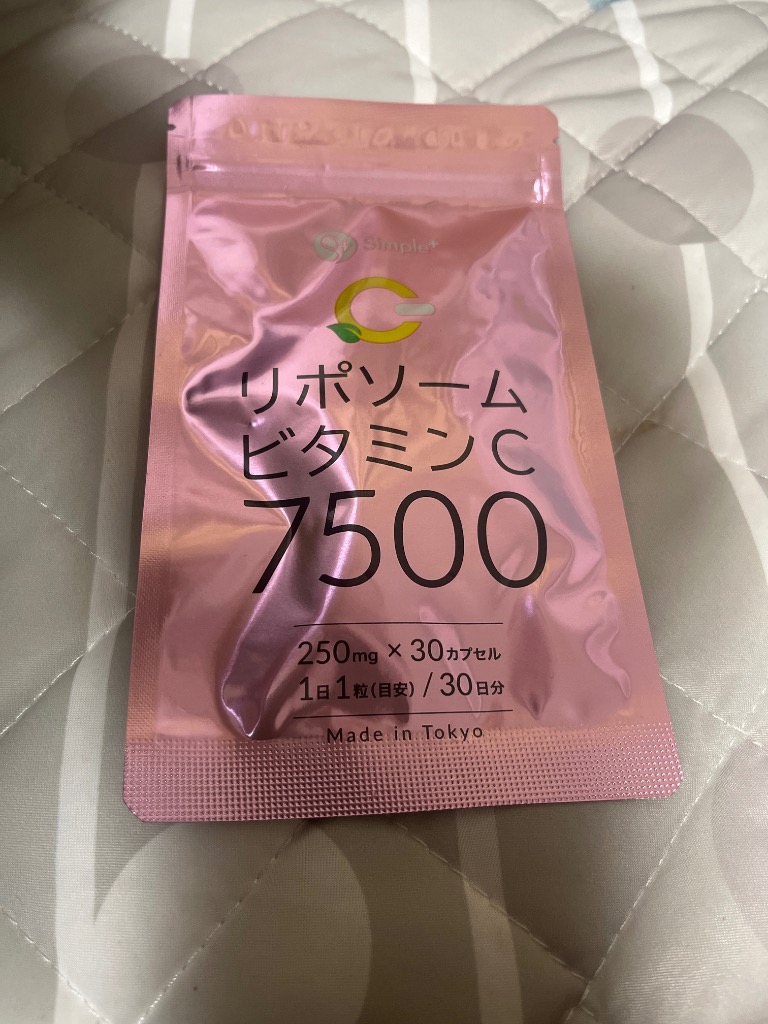 S+ Simple+
リポソーム
ビタミンC
7500
250mg × 30カプセル
1日1粒(目安) / 30日分
Made in Tokyo